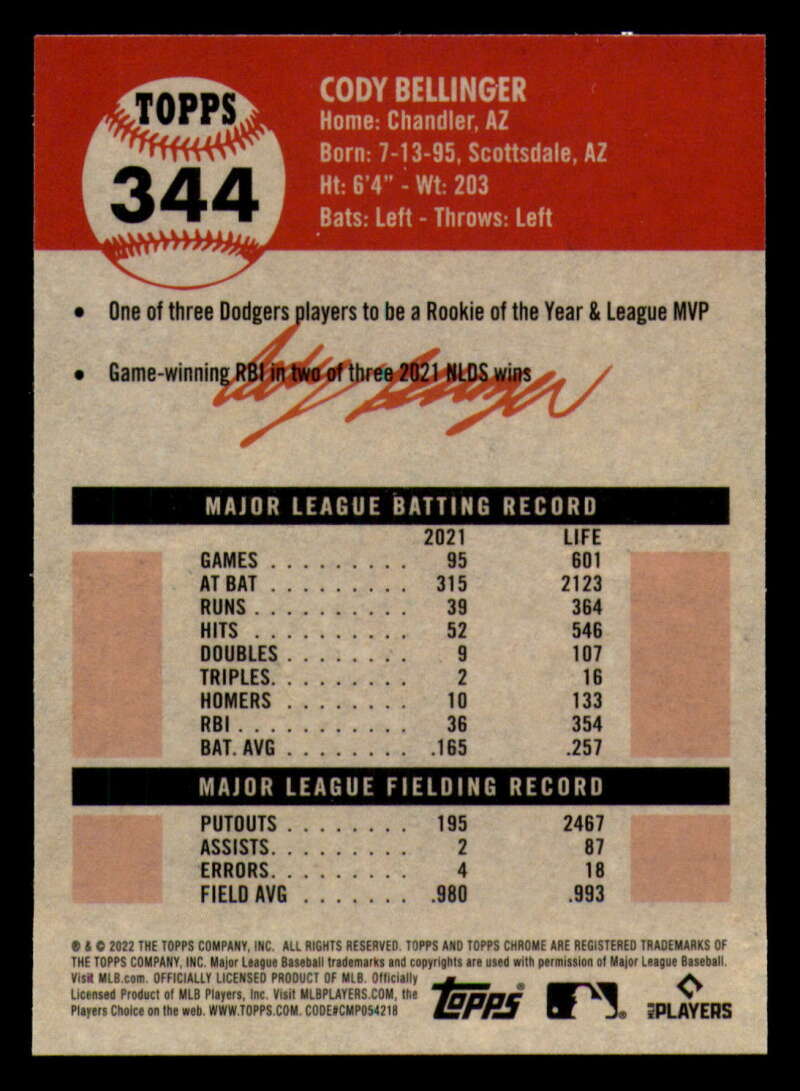 TOPPS
344
CODY BELLINGER
Home: Chandler, AZ
Born: 7-13-95, Scottsdale, AZ
Ht: 6'4" - Wt: 203
Bats: Left - Throws: Left
• One of three Dodgers players to be a Rookie of the Year & League MVP
• Game-winning RBI in two of three 2021 NLDS wins
Cody Bellinger
MAJOR LEAGUE BATTING RECORD
2021 LIFE
GAMES . . . . . . . . . 95 601
AT BAT . . . . . . . . . 315 2123
RUNS . . . . . . . . . . 39 364
HITS . . . . . . . . . . 52 546
DOUBLES . . . . . . . . 9 107
TRIPLES. . . . . . . . . 2 16
HOMERS . . . . . . . . 10 133
RBI . . . . . . . . . . . 36 354
BAT. AVG . . . . . . . . .165 .257
MAJOR LEAGUE FIELDING RECORD
PUTOUTS . . . . . . . . 195 2467
ASSISTS. . . . . . . . . 2 87
ERRORS. . . . . . . . . 4 18
FIELD AVG . . . . . . . .980 .993
® & © 2022 THE TOPPS COMPANY, INC. ALL RIGHTS RESERVED. TOPPS AND TOPPS CHROME ARE REGISTERED TRADEMARKS OF
THE TOPPS COMPANY, INC. Major League Baseball trademarks and copyrights are used with permission of Major League Baseball.
Visit MLB.com. OFFICIALLY LICENSED PRODUCT OF MLB. Officially
Licensed Product of MLB Players, Inc. Visit MLBPLAYERS.COM, the
Players Choice on the web. WWW.TOPPS.COM. CODE#CMP054218
Topps®
MLB PLAYERS